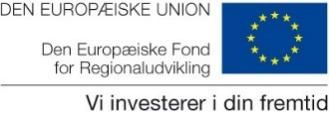 DEN EUROPÆISKE UNION
Den Europæiske Fond
for Regionaludvikling
Vi investerer i din fremtid